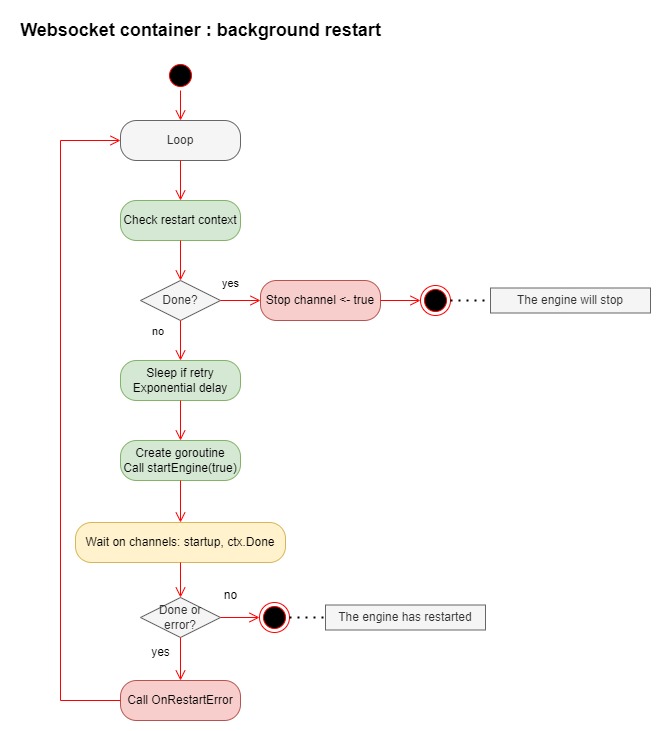 Websocket container : background restart
Loop
Check restart context
Done?
yes
Stop channel <- true
The engine will stop
no
Sleep if retry
Exponential delay
Create goroutine
Call startEngine(true)
Wait on channels: startup, ctx.Done
Done or
error?
no
The engine has restarted
yes
Call OnRestartError